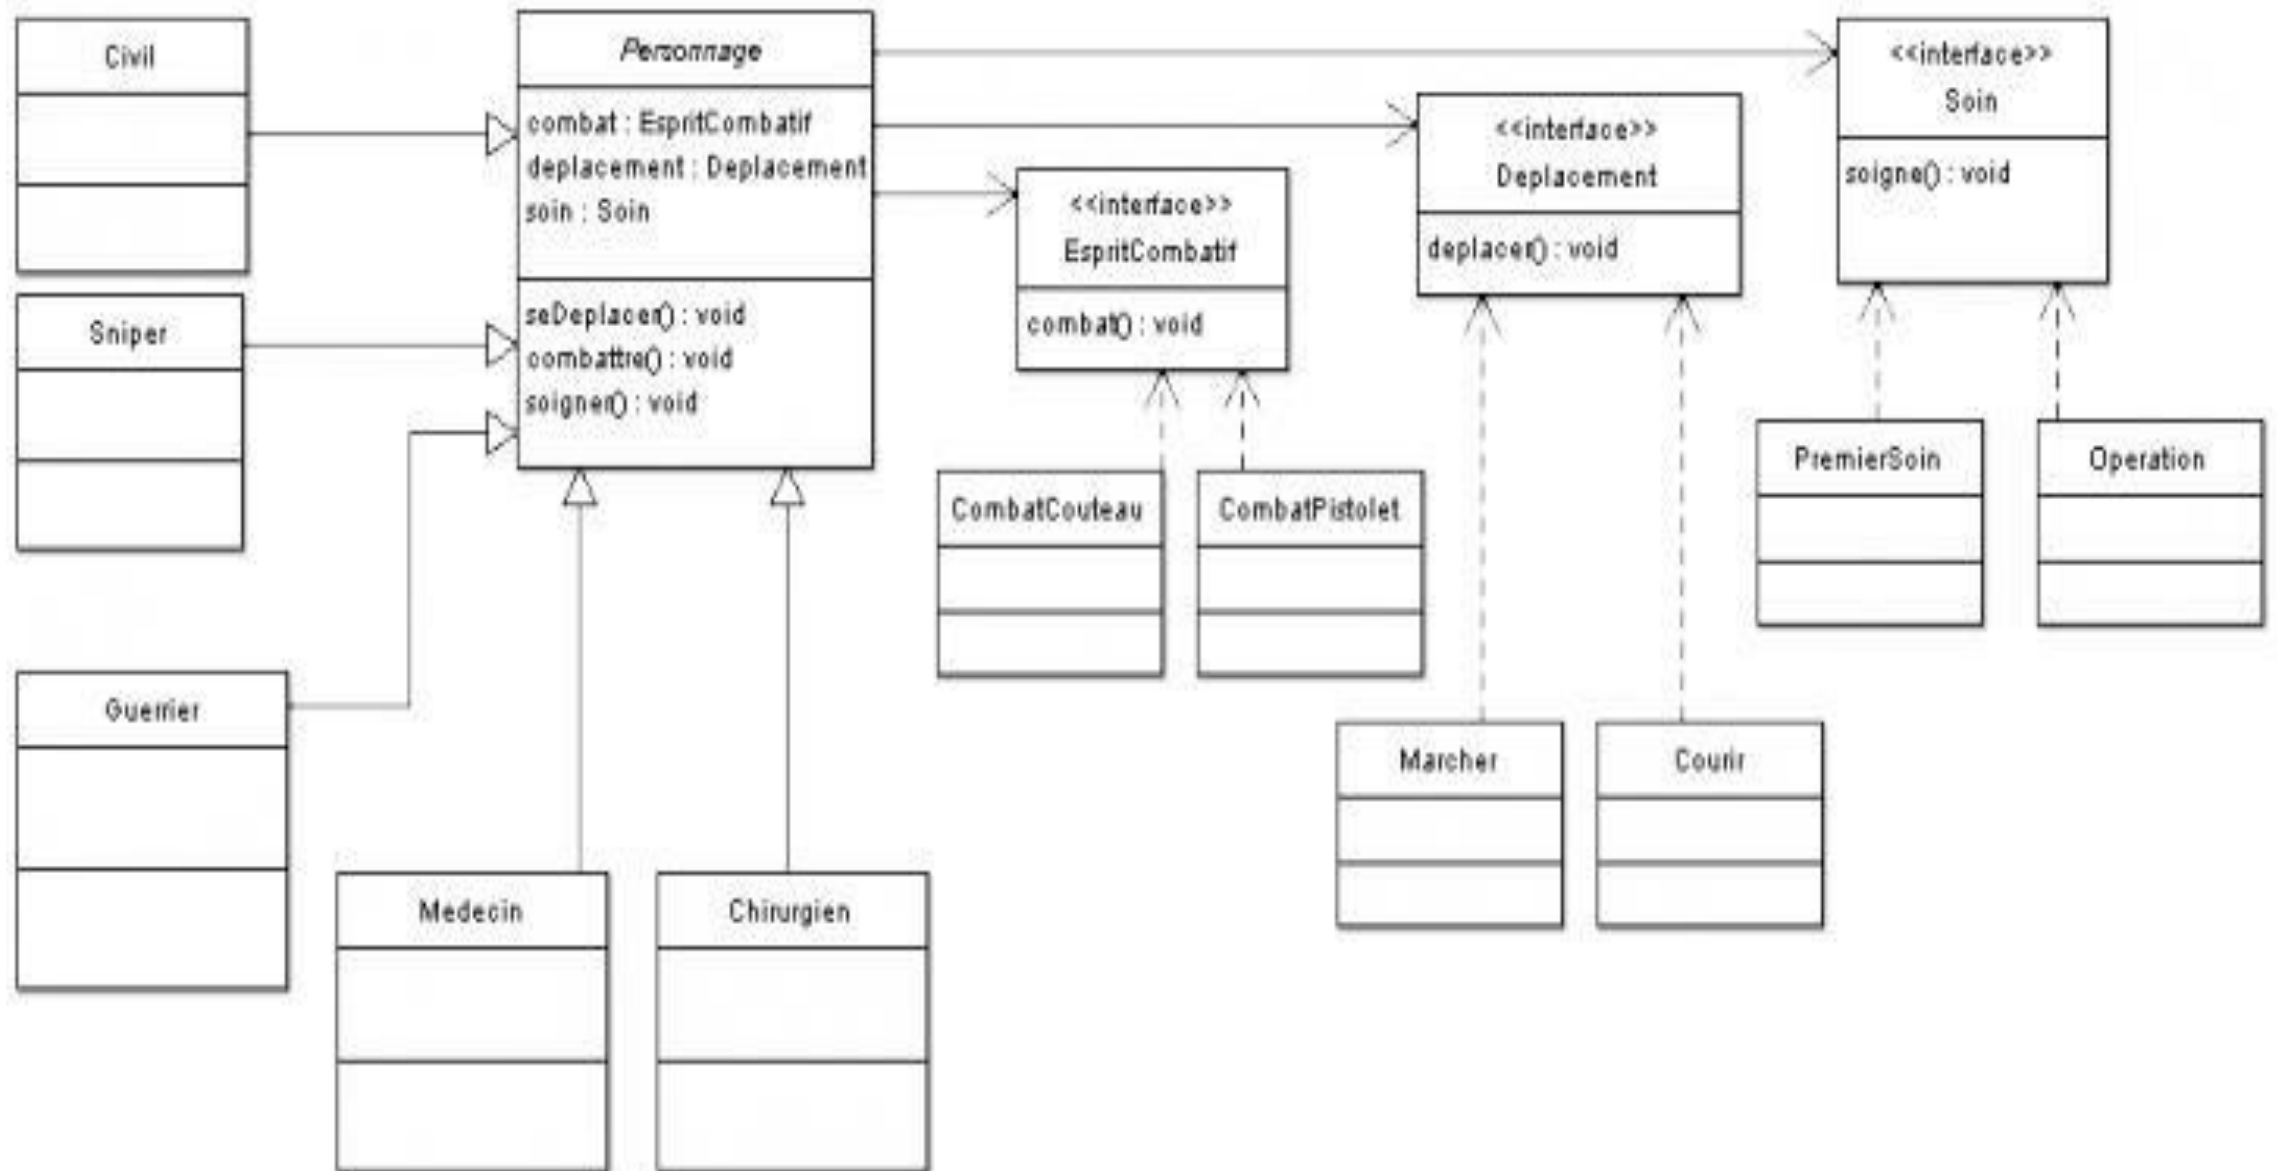 Civil
Personnage
combat : EspritCombatif
deplacement : Deplacement
soin : Soin
seDeplacer() : void
combattre() : void
soigner() : void
<<interface>>
Soin
soigne() : void
<<interface>>
Deplacement
deplacer() : void
<<interface>>
EspritCombatif
combat() : void
Sniper
CombatCouteau
CombatPistolet
PremierSoin
Operation
Guerrier
Marcher
Courir
Medecin
Chirurgien